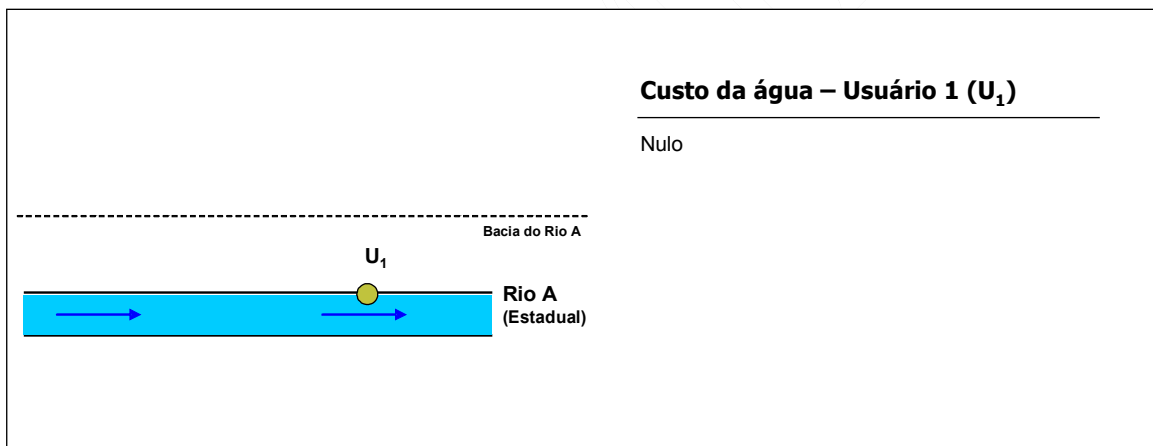 Custo da água – Usuário 1 (U₁)
Nulo
Bacia do Rio A
U₁
Rio A
(Estadual)